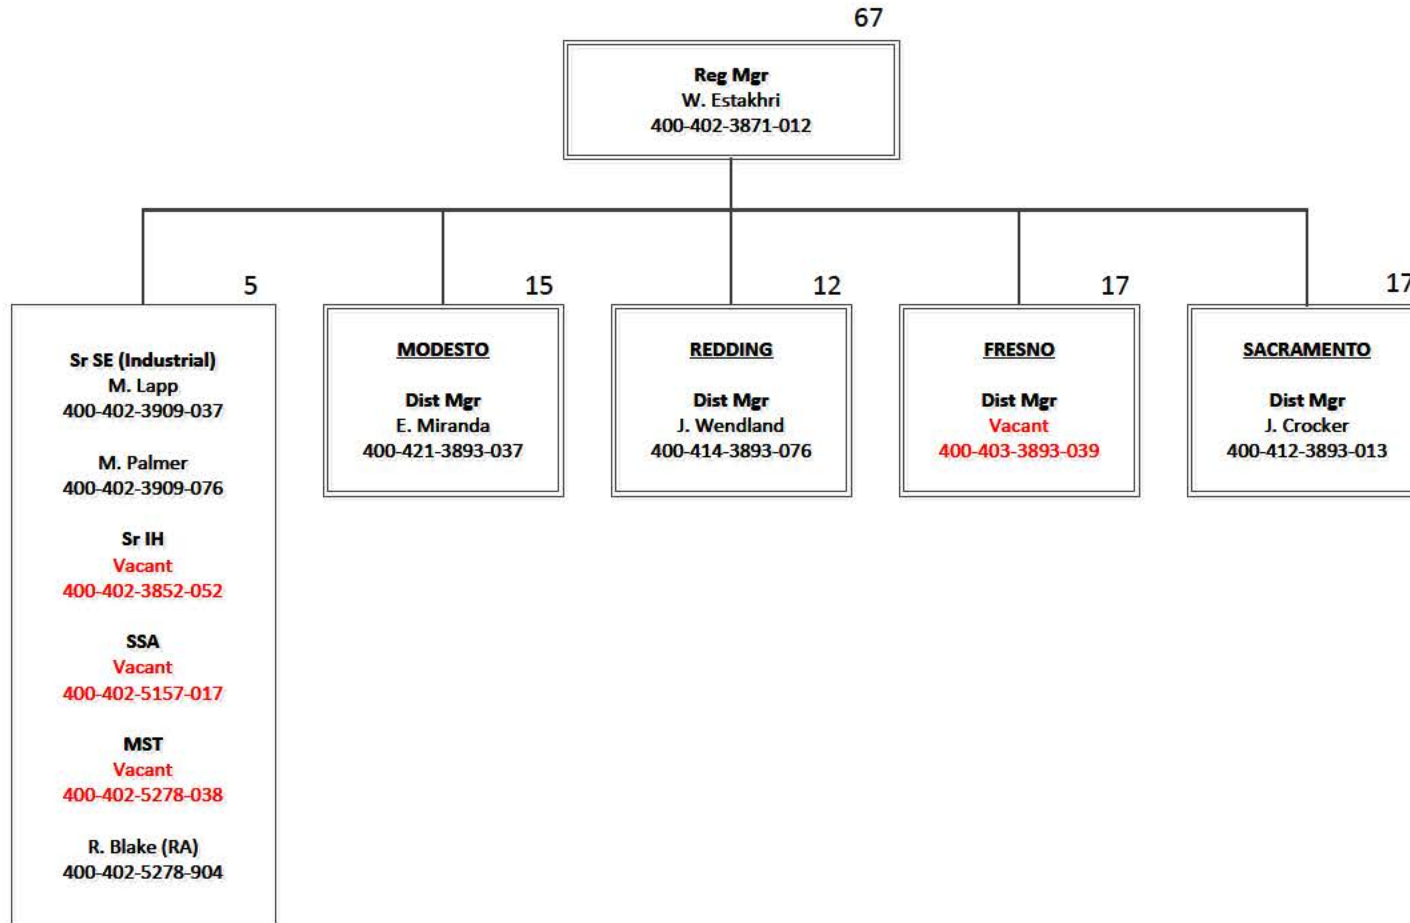 67
Reg Mgr
W. Estakhri
400-402-3871-012
5
Sr SE (Industrial)
M. Lapp
400-402-3909-037
M. Palmer
400-402-3909-076
Sr IH
Vacant
400-402-3852-052
SSA
Vacant
400-402-5157-017
MST
Vacant
400-402-5278-038
R. Blake (RA)
400-402-5278-904
15
MODESTO
Dist Mgr
E. Miranda
400-421-3893-037
12
REDDING
Dist Mgr
J. Wendland
400-414-3893-076
17
FRESNO
Dist Mgr
Vacant
400-403-3893-039
17
SACRAMENTO
Dist Mgr
J. Crocker
400-412-3893-013